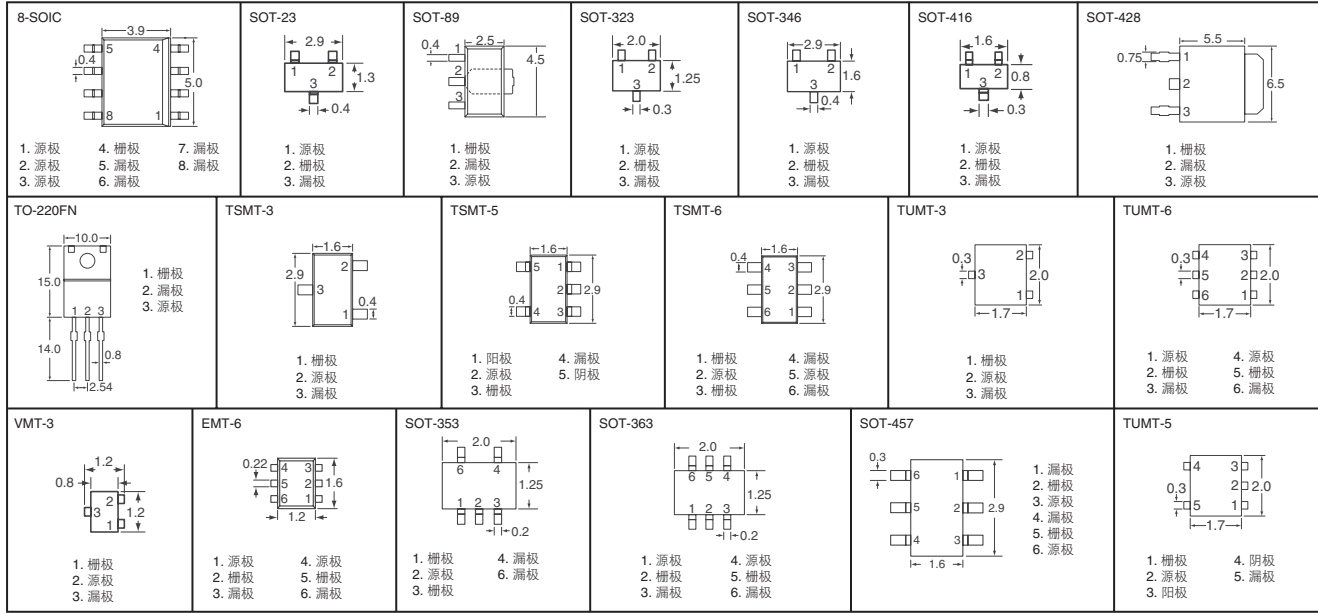 8-SOIC
3.9
5 4
0.4
5.0
8 1
1. 源极 4. 栅极 7. 漏极
2. 源极 5. 漏极 8. 漏极
3. 源极 6. 漏极
SOT-23
2.9
1 2
3
1.3
0.4
1. 源极
2. 栅极
3. 漏极
SOT-89
2.5
0.4
1
2
3
4.5
1. 栅极
2. 漏极
3. 源极
SOT-323
2.0
1 2
3
1.25
0.3
1. 源极
2. 栅极
3. 漏极
SOT-346
2.9
1 2
3
1.6
0.4
1. 源极
2. 栅极
3. 漏极
SOT-416
1.6
1 2
3
0.8
0.3
1. 源极
2. 栅极
3. 漏极
SOT-428
5.5
0.75
1
2
3
6.5
1. 栅极
2. 漏极
3. 源极
TO-220FN
10.0
15.0
1 2 3
14.0
0.8
2.54
1. 栅极
2. 漏极
3. 源极
TSMT-3
1.6
2
2.9
3
0.4
1
1. 栅极
2. 源极
3. 漏极
TSMT-5
1.6
5 1
2
2.9
0.4
4 3
1. 阳极 4. 漏极
2. 源极 5. 阴极
3. 栅极
TSMT-6
1.6
0.4
4 3
5 2
2.9
6 1
1. 栅极 4. 漏极
2. 源极 5. 源极
3. 栅极 6. 漏极
TUMT-3
2
0.3
3
2.0
1
1.7
1. 栅极
2. 源极
3. 漏极
TUMT-6
4 3
0.3
5 2
2.0
6 1
1.7
1. 源极 4. 源极
2. 栅极 5. 栅极
3. 漏极 6. 漏极
VMT-3
1.2
0.8
2
3
1.2
1
1. 栅极
2. 源极
3. 漏极
EMT-6
0.22
4 3
5 2
1.6
6 1
1.2
1. 源极 4. 源极
2. 栅极 5. 栅极
3. 漏极 6. 漏极
SOT-353
2.0
6 4
1.25
1 2 3
0.2
1. 栅极 4. 漏极
2. 源极 6. 漏极
3. 栅极
SOT-363
2.0
6 5 4
1.25
1 2 3
0.2
1. 源极 4. 源极
2. 栅极 5. 栅极
3. 漏极 6. 漏极
SOT-457
0.3
6 1
5 2
2.9
4 3
1.6
1. 漏极
2. 栅极
3. 源极
4. 漏极
5. 栅极
6. 源极
TUMT-5
4 3
2
2.0
0.3
5 1
1.7
1. 栅极 4. 阴极
2. 源极 5. 漏极
3. 阳极